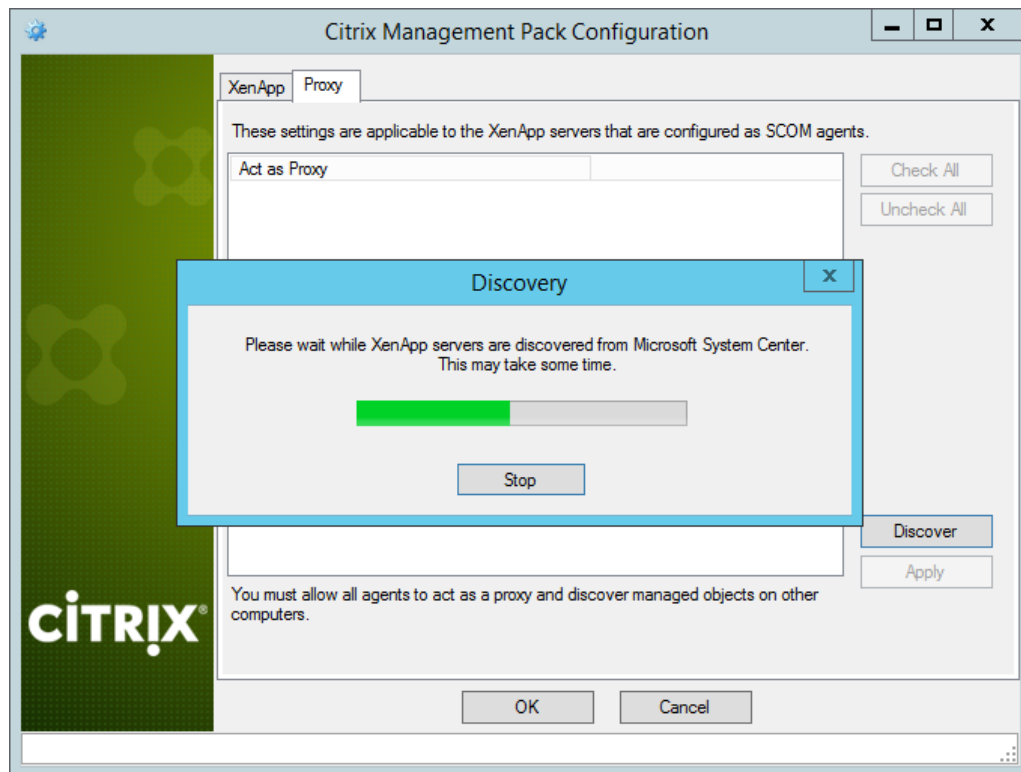 Citrix Management Pack Configuration
XenApp
Proxy
These settings are applicable to the XenApp servers that are configured as SCOM agents.
Act as Proxy
Check All
Uncheck All
Discovery
Please wait while XenApp servers are discovered from Microsoft System Center.
This may take some time.
Stop
Discover
Apply
You must allow all agents to act as a proxy and discover managed objects on other
computers.
CİTRỊX®
OK
Cancel